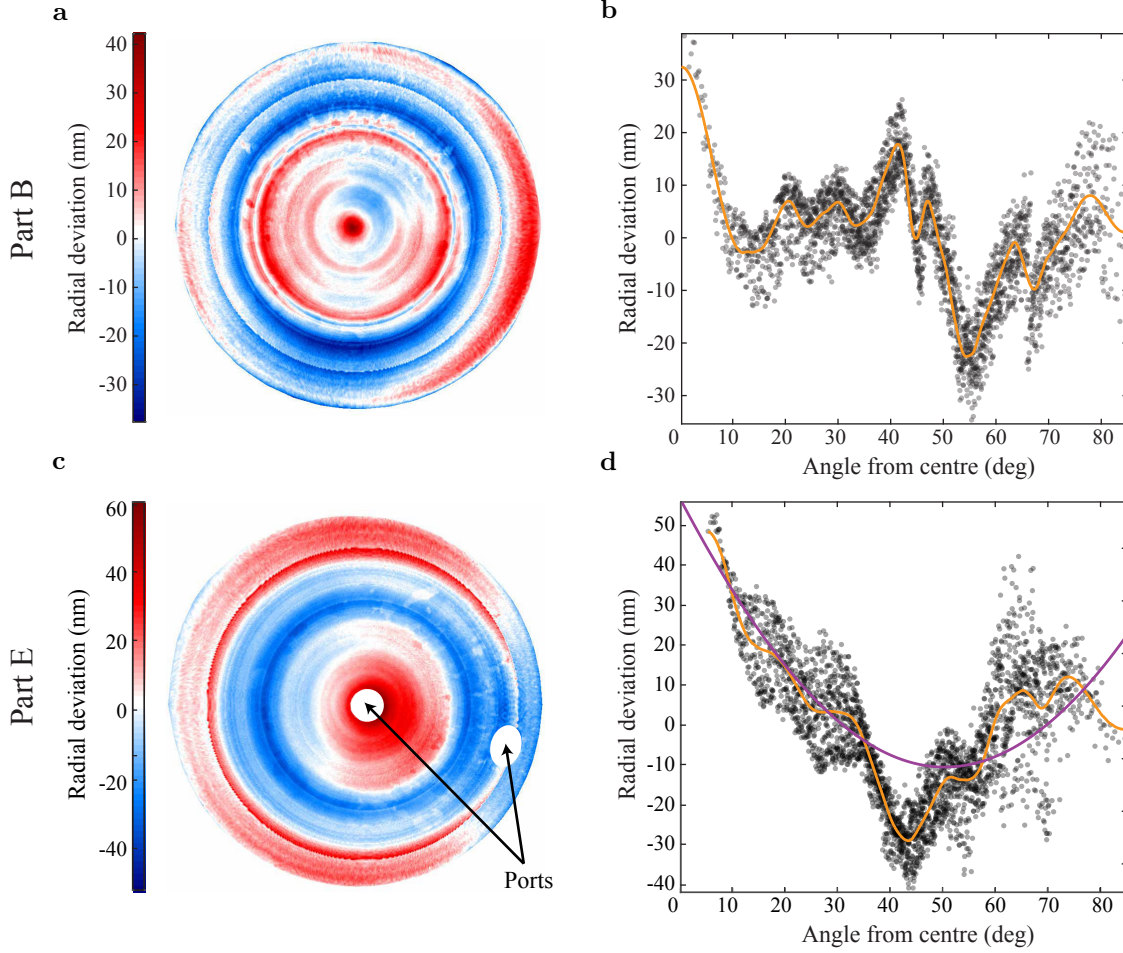 a
b
Part B
Radial deviation (nm)
40
30
20
10
0
-10
-20
-30
Radial deviation (nm)
30
20
10
0
-10
-20
-30
0 10 20 30 40 50 60 70 80
Angle from centre (deg)
c
d
Part E
Radial deviation (nm)
60
40
20
0
-20
-40
Ports
Radial deviation (nm)
50
40
30
20
10
0
-10
-20
-30
-40
0 10 20 30 40 50 60 70 80
Angle from centre (deg)